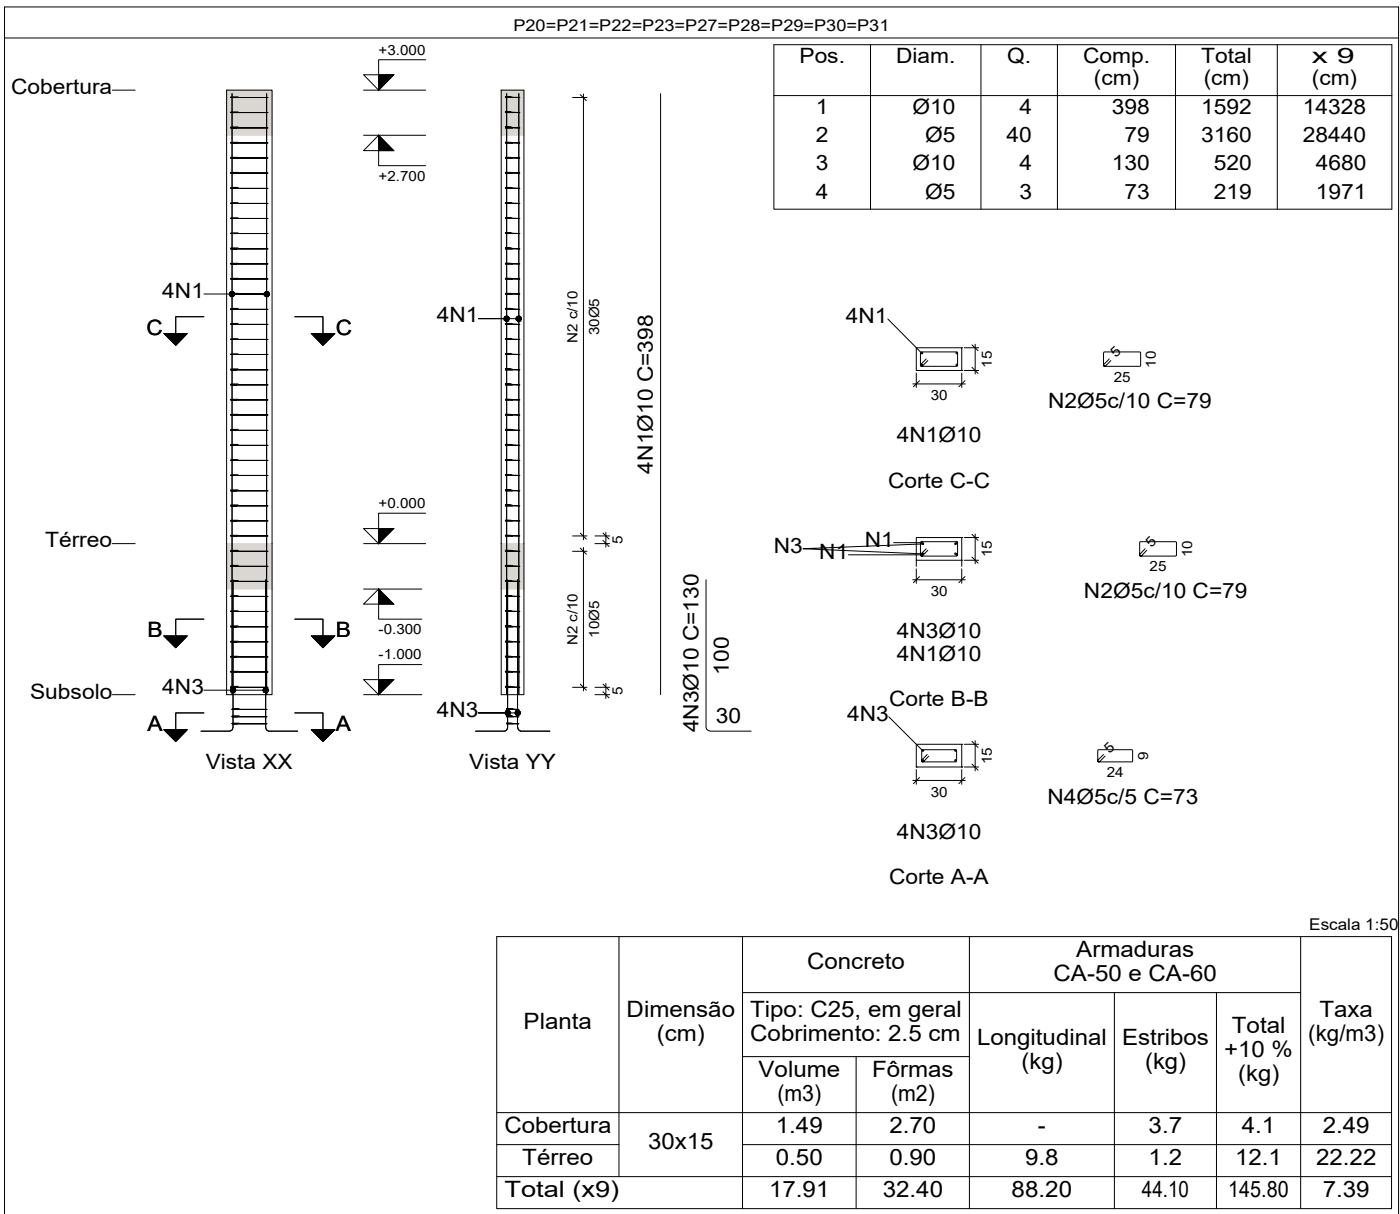 P20=P21=P22=P23=P27=P28=P29=P30=P31
Pos. Diam. Q. Comp. (cm) Total (cm) x 9 (cm)
1 Ø10 4 398 1592 14328
2 Ø5 40 79 3160 28440
3 Ø10 4 130 520 4680
4 Ø5 3 73 219 1971
Cobertura
+3.000
+2.700
4N1
C C
Térreo
+0.000
-0.300
B B
-1.000
Subsolo
4N3
A A
Vista XX
4N1
4N3
Vista YY
N2 c/10
30Ø5
5
N2 c/10
10Ø5
5
4N1Ø10 C=398
4N3Ø10 C=130
100
30
4N1
15
30
4N1Ø10
Corte C-C
5
10
25
N2Ø5c/10 C=79
N3 N1 N1
15
30
4N3Ø10
4N1Ø10
Corte B-B
5
10
25
N2Ø5c/10 C=79
4N3
15
30
4N3Ø10
Corte A-A
5
9
24
N4Ø5c/5 C=73
Escala 1:50
Planta
Dimensão (cm)
Concreto
Tipo: C25, em geral
Cobrimento: 2.5 cm
Volume (m3)
Fôrmas (m2)
Armaduras
CA-50 e CA-60
Longitudinal (kg)
Estribos (kg)
Total +10 % (kg)
Taxa (kg/m3)
Cobertura 30x15 1.49 2.70 - 3.7 4.1 2.49
Térreo 0.50 0.90 9.8 1.2 12.1 22.22
Total (x9) 17.91 32.40 88.20 44.10 145.80 7.39